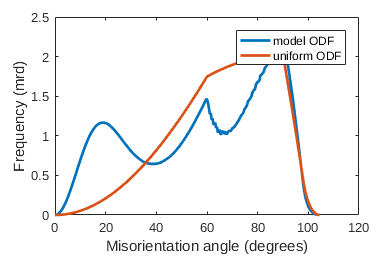 2.5
2
1.5
1
0.5
0
0 20 40 60 80 100 120
Frequency (mrd)
Misorientation angle (degrees)
model ODF
uniform ODF